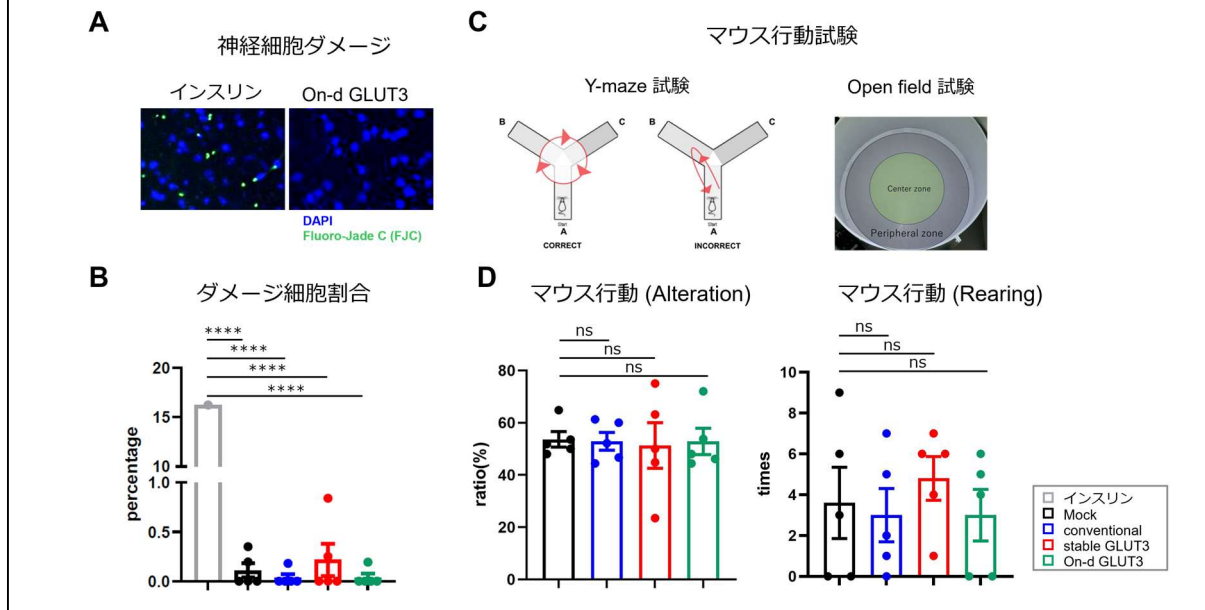 A
神経細胞ダメージ
インスリン
On-d GLUT3
DAPI
Fluoro-Jade C (FJC)
C
マウス行動試験
Y-maze 試験
Open field 試験
B
C
Start
A
CORRECT
B
C
Start
A
INCORRECT
Center zone
Peripheral zone
B
ダメージ細胞割合
****
****
****
****
percentage
20
15
10
1.0
0.5
0.0
D
マウス行動 (Alteration)
ns
ns
ns
ratio(%)
80
60
40
20
0
マウス行動 (Rearing)
ns
ns
ns
times
10
8
6
4
2
0
インスリン
Mock
conventional
stable GLUT3
On-d GLUT3